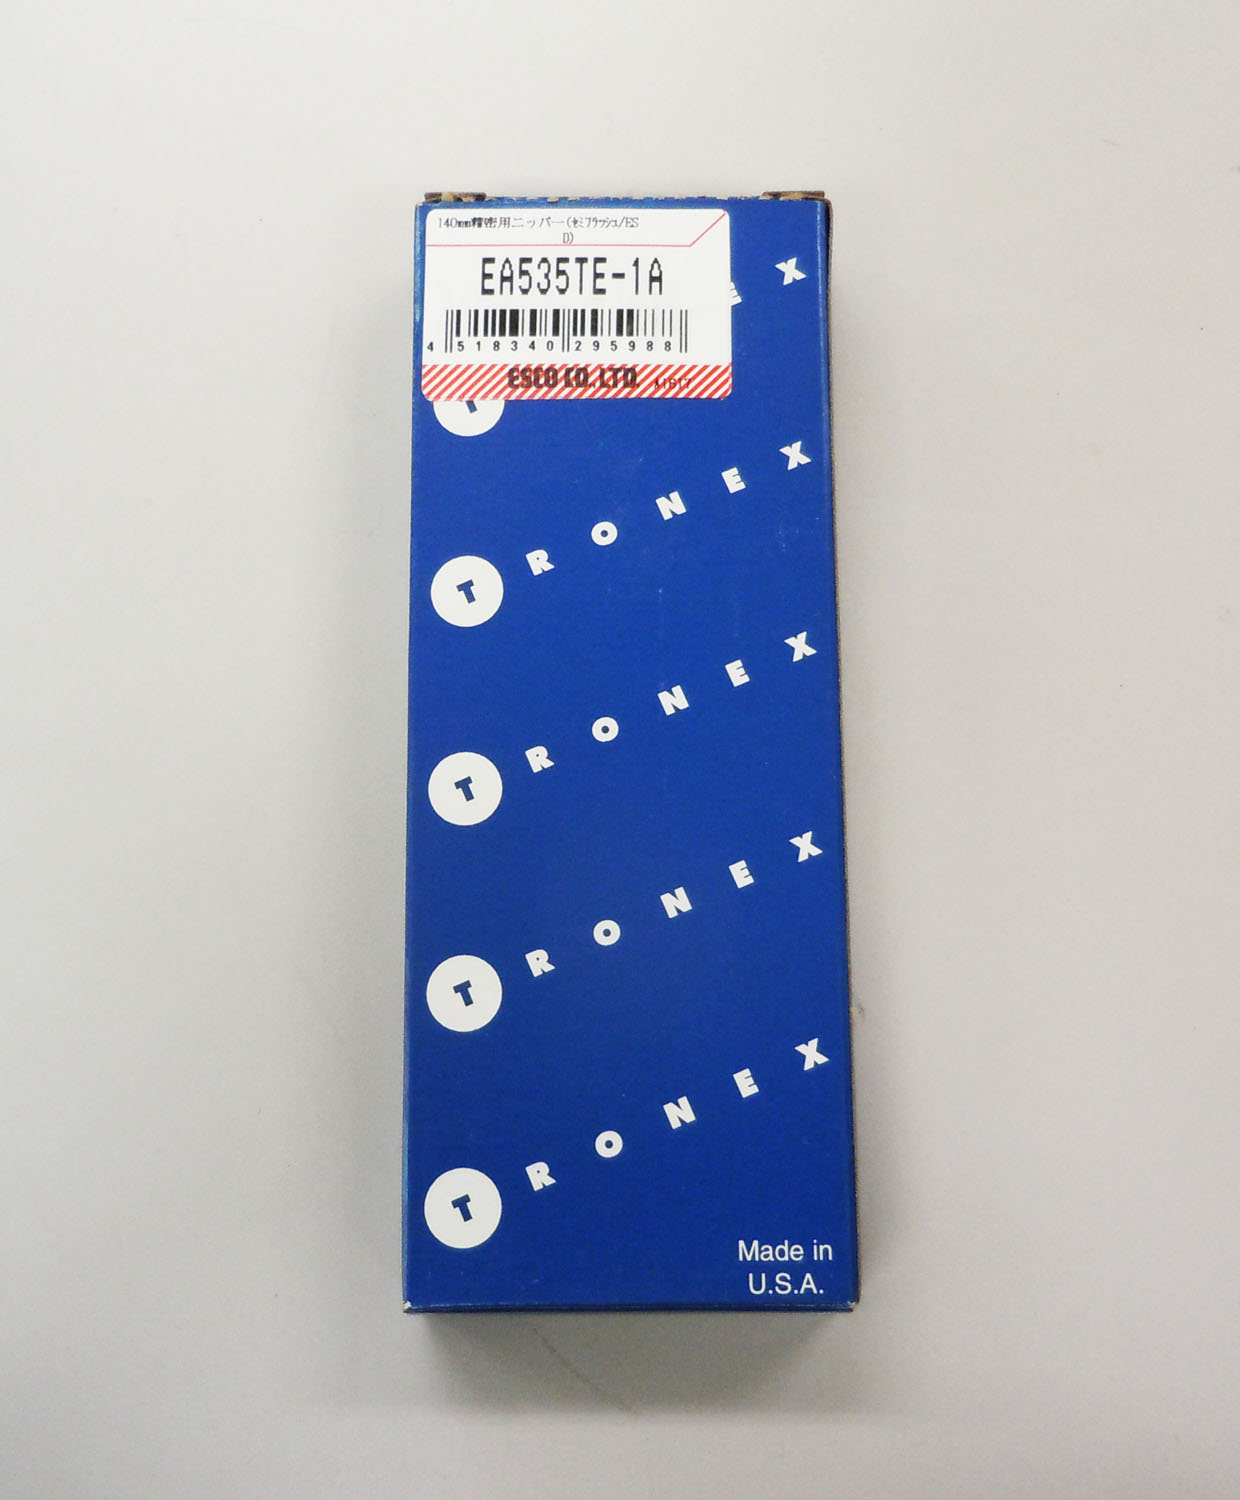 140mm精密用ニッパー(ｾﾐﾌﾗｯｼｭ/ES
D)
EA535TE-1A
4 518340 295988
ESCO CO.,LTD. A1617
E X
T
TRONEX
TRONEX
TRONEX
TRONEX
Made in
U.S.A.